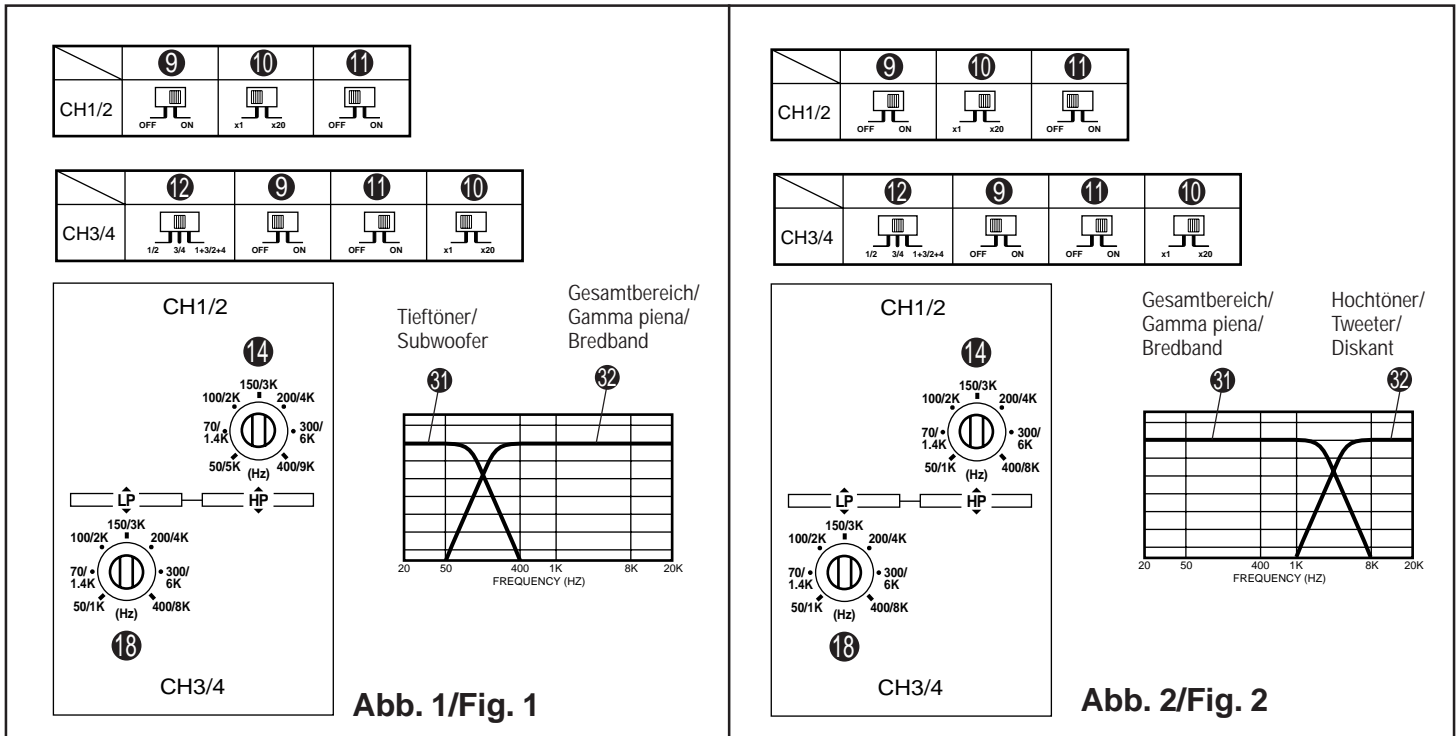 9 10 11
CH1/2 OFF ON x1 x20 OFF ON
12 9 11 10
CH3/4 1/2 3/4 1+3/2+4 OFF ON OFF ON x1 x20
CH1/2
14
150/3K
100/2K 200/4K
70/ 300/
1.4K 6K
50/5K 400/9K
(Hz)
LP HP
150/3K
100/2K 200/4K
70/ 300/
1.4K 6K
50/1K 400/8K
(Hz)
18
CH3/4
Tieftöner/
Subwoofer
Gesamtbereich/
Gamma piena/
Bredband
31 32
20 50 400 1K 8K 20K
FREQUENCY (HZ)
Abb. 1/Fig. 1
9 10 11
CH1/2 OFF ON x1 x20 OFF ON
12 9 11 10
CH3/4 1/2 3/4 1+3/2+4 OFF ON OFF ON x1 x20
CH1/2
14
150/3K
100/2K 200/4K
70/ 300/
1.4K 6K
50/1K 400/8K
(Hz)
LP HP
150/3K
100/2K 200/4K
70/ 300/
1.4K 6K
50/1K 400/8K
(Hz)
18
CH3/4
Gesamtbereich/
Gamma piena/
Bredband
Hochtöner/
Tweeter/
Diskant
31 32
20 50 400 1K 8K 20K
FREQUENCY (HZ)
Abb. 2/Fig. 2